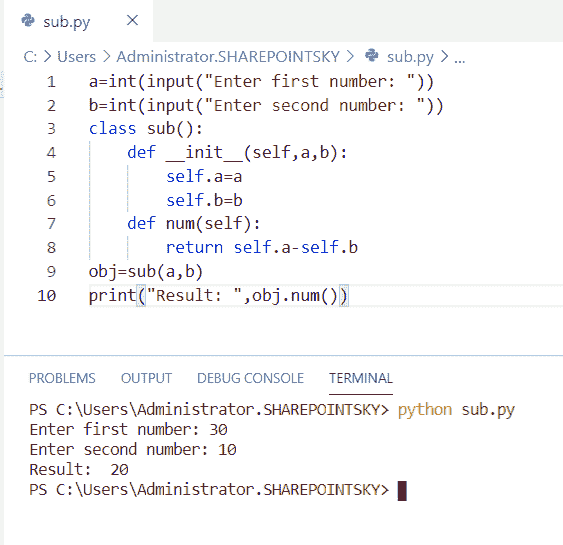 sub.py
C: > Users > Administrator.SHAREPOINTSKY > sub.py > ...
1 a=int(input("Enter first number: "))
2 b=int(input("Enter second number: "))
3 class sub():
4     def __init__(self,a,b):
5         self.a=a
6         self.b=b
7     def num(self):
8         return self.a-self.b
9 obj=sub(a,b)
10 print("Result: ",obj.num())
PROBLEMS OUTPUT DEBUG CONSOLE TERMINAL
PS C:\Users\Administrator.SHAREPOINTSKY> python sub.py
Enter first number: 30
Enter second number: 10
Result:  20
PS C:\Users\Administrator.SHAREPOINTSKY>